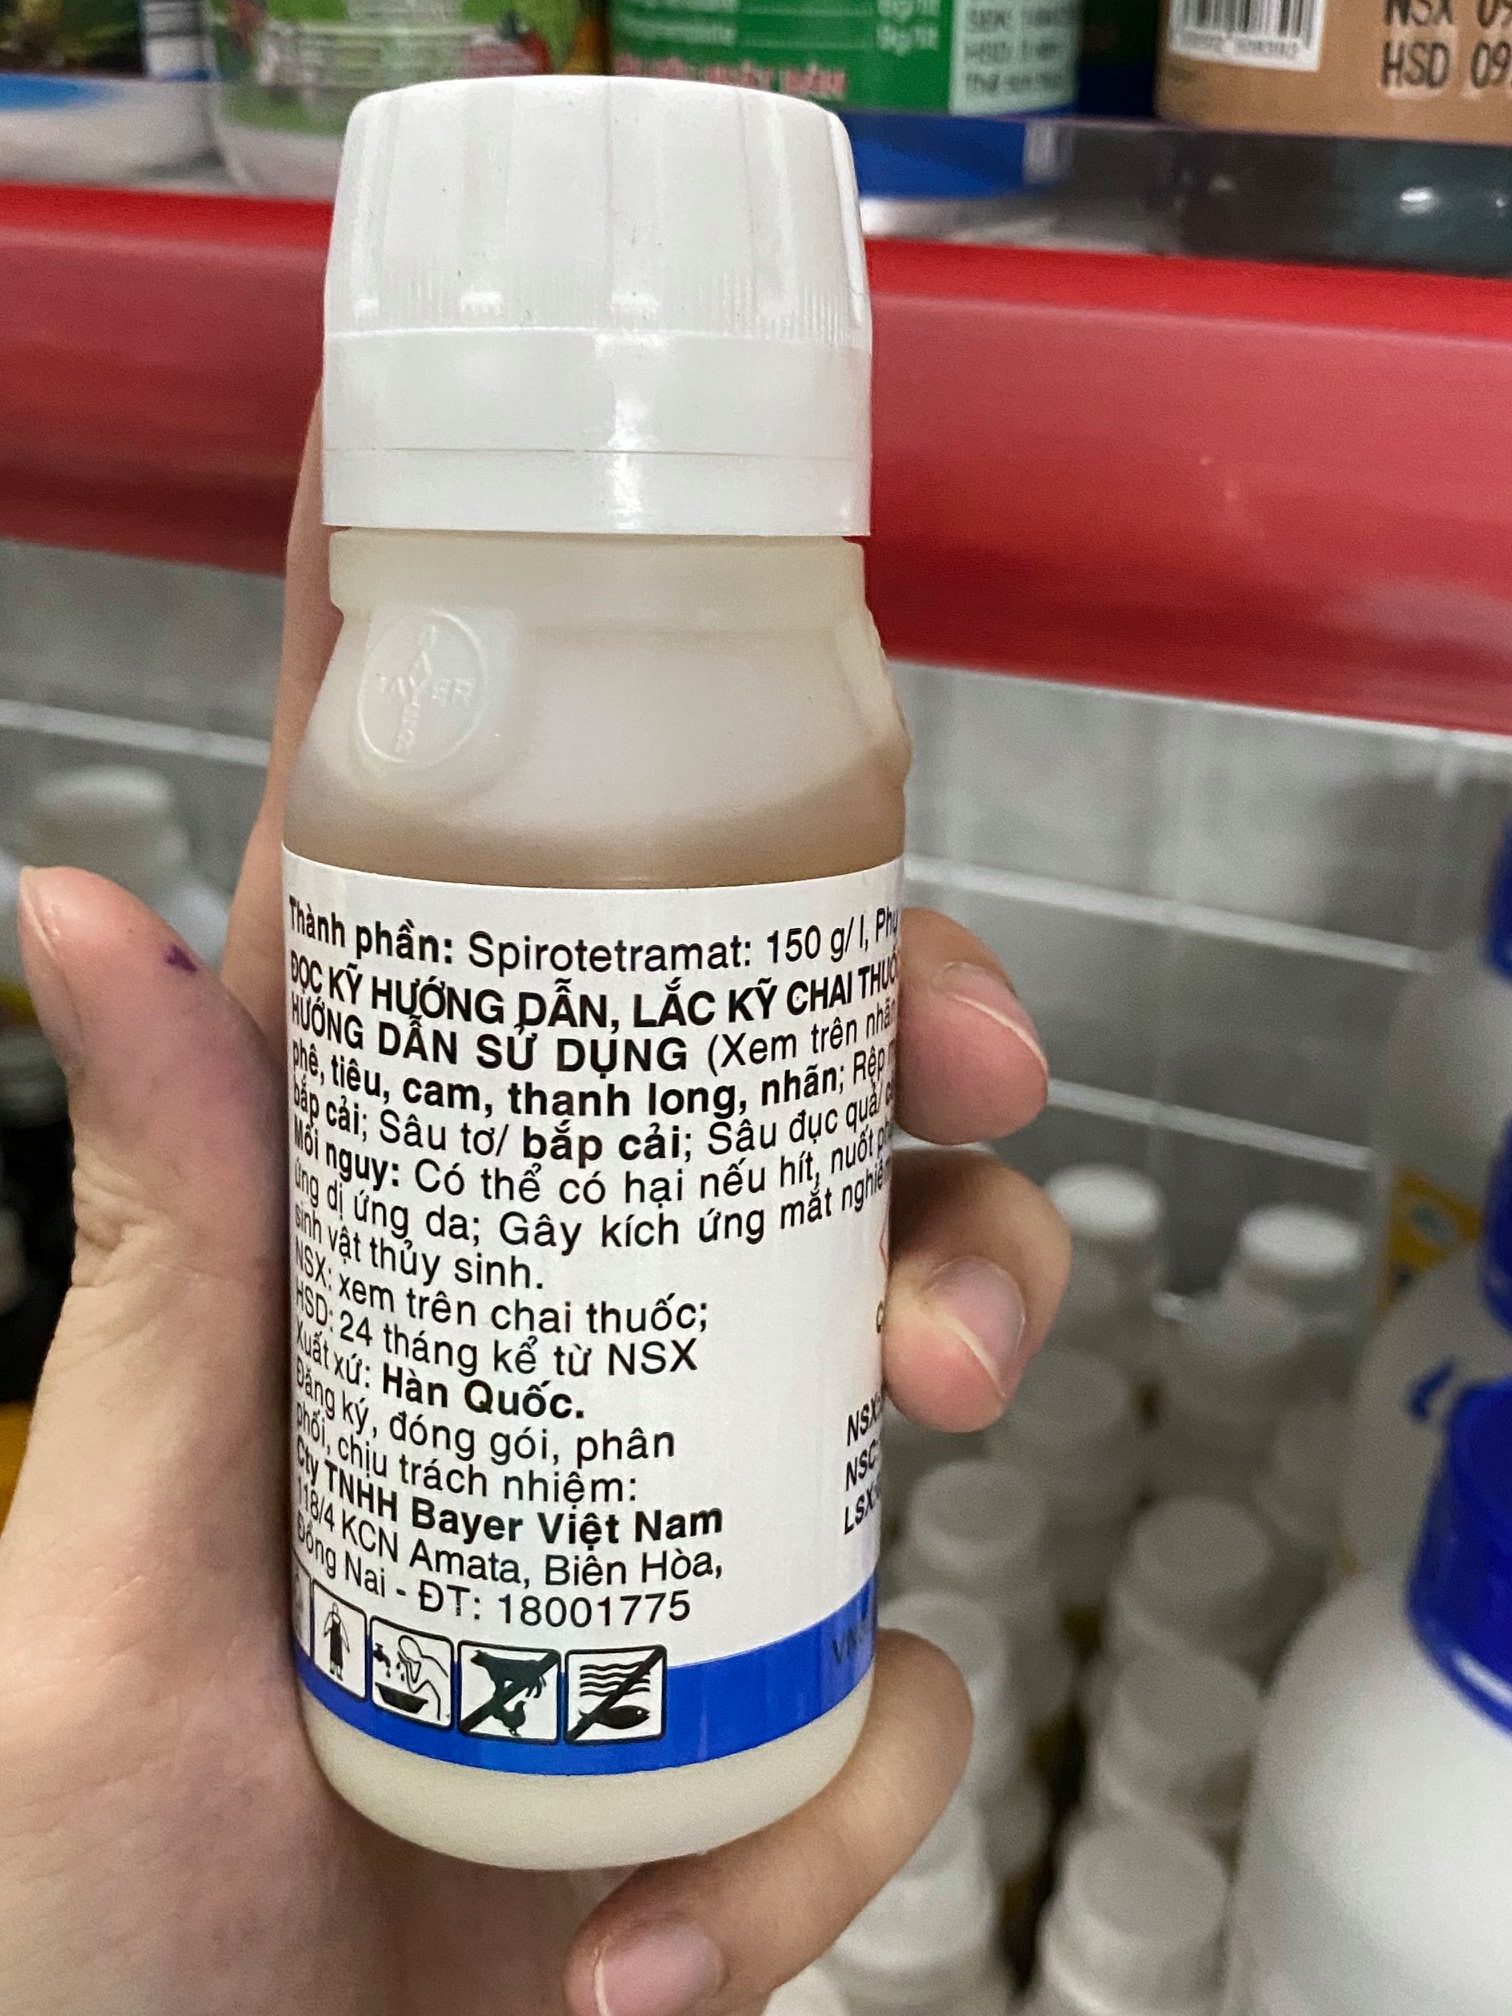 NSX 09
HSD 09
BAYER
Thành phần: Spirotetramat: 150 g/l, Phụ
ĐỌC KỸ HƯỚNG DẪN, LẮC KỸ CHAI THUỐC
HƯỚNG DẪN SỬ DỤNG (Xem trên nhãn
phê, tiêu, cam, thanh long, nhãn; Rệp
bắp cải; Sâu tơ/ bắp cải; Sâu đục quả/
Mối nguy: Có thể có hại nếu hít, nuốt
ứng dị ứng da; Gây kích ứng mắt
sinh vật thủy sinh.
NSX: xem trên chai thuốc;
HSD: 24 tháng kể từ NSX
Xuất xứ: Hàn Quốc.
Đăng ký, đóng gói, phân
phối, chịu trách nhiệm:
Cty TNHH Bayer Việt Nam
118/4 KCN Amata, Biên Hòa,
Đồng Nai - ĐT: 18001775
NSX:
NSC:
LSX: